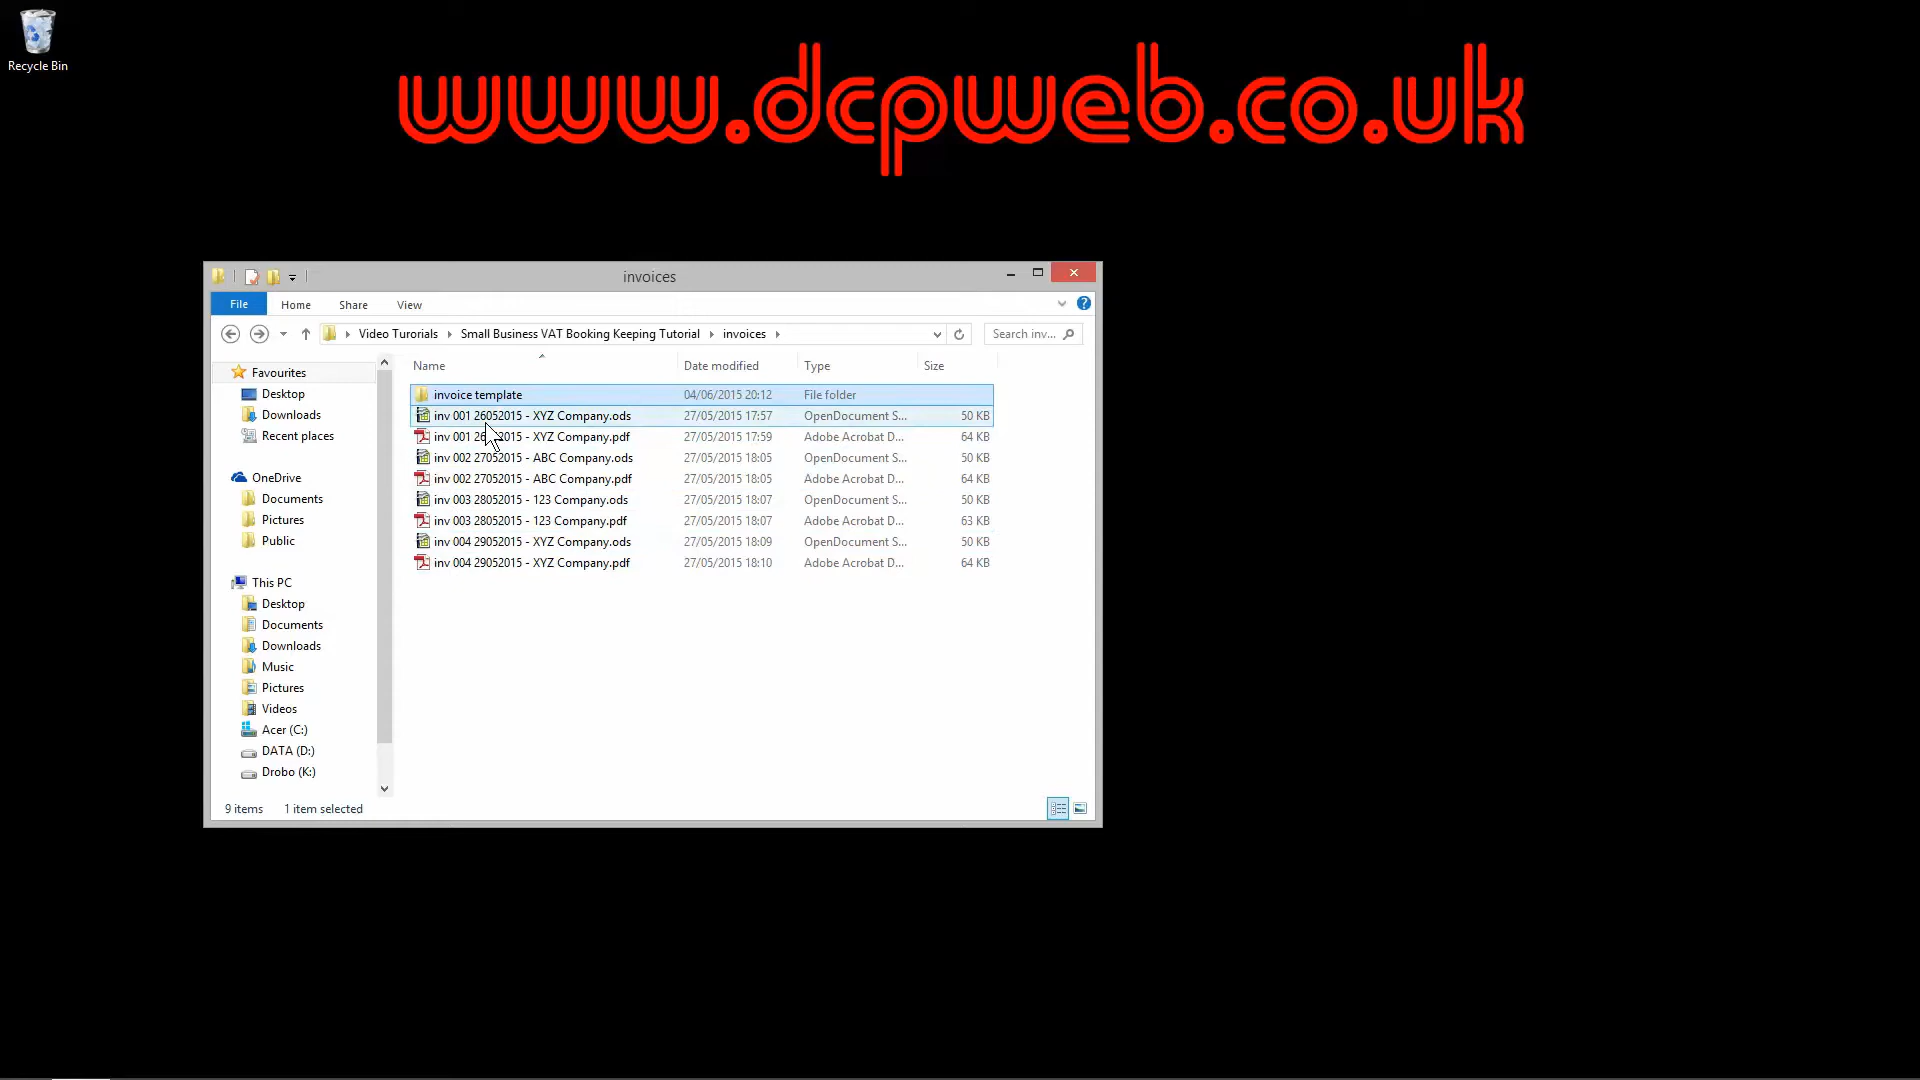 Recycle Bin
www.dcpweb.co.uk
invoices
File Home Share View
Video Turorials Small Business VAT Booking Keeping Tutorial invoices
Search inv...
Name Date modified Type Size
Favourites
Desktop
Downloads
Recent places
OneDrive
Documents
Pictures
Public
This PC
Desktop
Documents
Downloads
Music
Pictures
Videos
Acer (C:)
DATA (D:)
Drobo (K:)
invoice template 04/06/2015 20:12 File folder
inv 001 26052015 - XYZ Company.ods 27/05/2015 17:57 OpenDocument S... 50 KB
inv 001 26052015 - XYZ Company.pdf 27/05/2015 17:59 Adobe Acrobat D... 64 KB
inv 002 27052015 - ABC Company.ods 27/05/2015 18:05 OpenDocument S... 50 KB
inv 002 27052015 - ABC Company.pdf 27/05/2015 18:05 Adobe Acrobat D... 64 KB
inv 003 28052015 - 123 Company.ods 27/05/2015 18:07 OpenDocument S... 50 KB
inv 003 28052015 - 123 Company.pdf 27/05/2015 18:07 Adobe Acrobat D... 63 KB
inv 004 29052015 - XYZ Company.ods 27/05/2015 18:09 OpenDocument S... 50 KB
inv 004 29052015 - XYZ Company.pdf 27/05/2015 18:10 Adobe Acrobat D... 64 KB
9 items 1 item selected